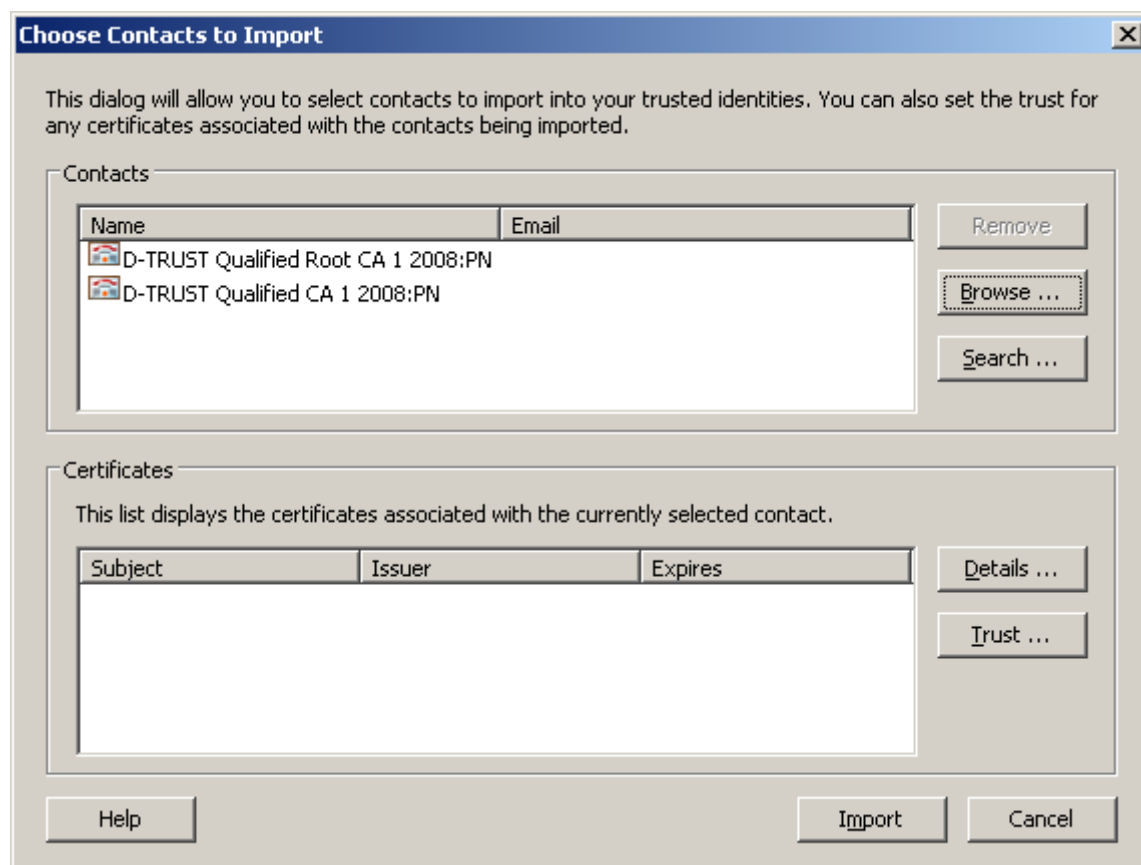 Choose Contacts to Import
This dialog will allow you to select contacts to import into your trusted identities. You can also set the trust for
any certificates associated with the contacts being imported.
Contacts
Name Email
D-TRUST Qualified Root CA 1 2008:PN
D-TRUST Qualified CA 1 2008:PN
Remove
Browse ...
Search ...
Certificates
This list displays the certificates associated with the currently selected contact.
Subject Issuer Expires
Details ...
Trust ...
Help Import Cancel